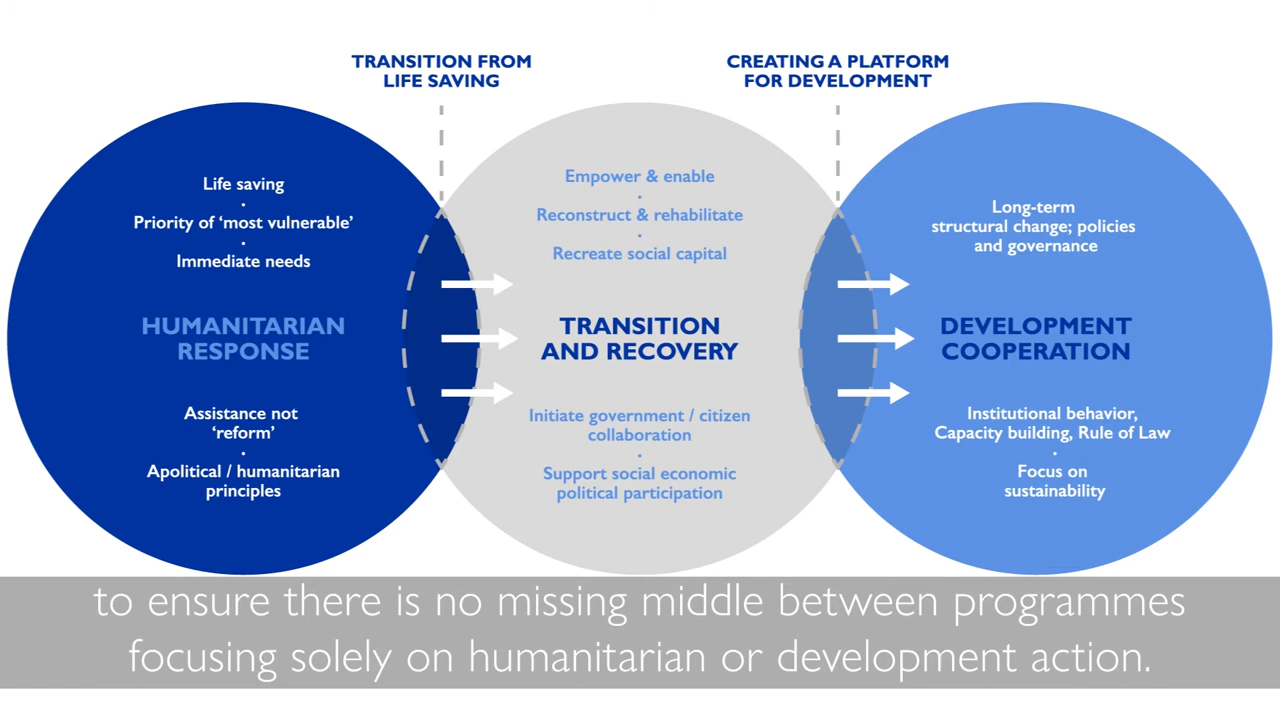 TRANSITION FROM
LIFE SAVING
CREATING A PLATFORM
FOR DEVELOPMENT
Life saving
•
Priority of ‘most vulnerable’
•
Immediate needs
HUMANITARIAN
RESPONSE
Assistance not
‘reform’
•
Apolitical / humanitarian
principles
Empower & enable
•
Reconstruct & rehabilitate
•
Recreate social capital
TRANSITION
AND RECOVERY
Initiate government / citizen
collaboration
•
Support social economic
political participation
Long-term
structural change; policies
and governance
DEVELOPMENT
COOPERATION
Institutional behavior,
Capacity building, Rule of Law
•
Focus on
sustainability
to ensure there is no missing middle between programmes
focusing solely on humanitarian or development action.